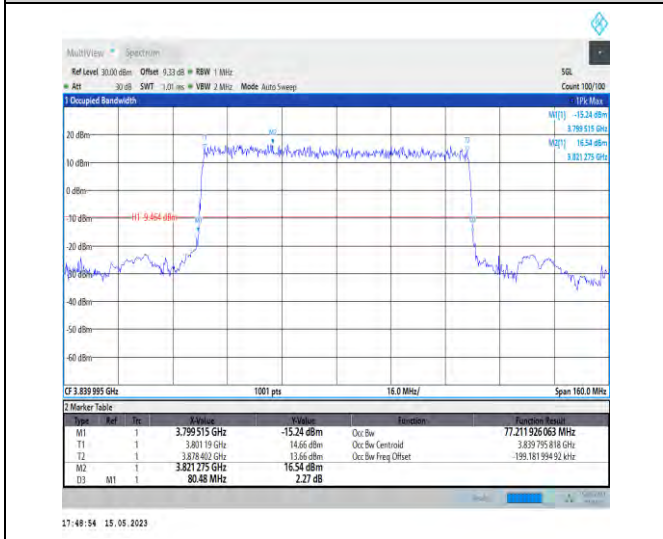 MultiView Spectrum
Ref Level 30.00 dBm Offset 9.33 dB RBW 1 MHz SGL
Att 30 dB SWT 1.01 ms VBW 2 MHz Mode Auto Sweep Count 100/100
1 Occupied Bandwidth 1Pk Max
M1[1] -15.24 dBm
3.799 515 GHz
M2[1] 16.54 dBm
3.821 275 GHz
20 dBm
10 dBm
0 dBm
-10 dBm
H1 -9.464 dBm
-20 dBm
-30 dBm
-40 dBm
-50 dBm
-60 dBm
T1
M2
T2
M1
CF 3.839 995 GHz 1001 pts 16.0 MHz/ Span 160.0 MHz
2 Marker Table
Type Ref Trc X-Value Y-Value Function Function Result
M1 1 3.799 515 GHz -15.24 dBm Occ Bw 77.211 926 063 MHz
T1 1 3.801 19 GHz 14.66 dBm Occ Bw Centroid 3.839 795 818 GHz
T2 1 3.878 402 GHz 13.66 dBm Occ Bw Freq Offset -199.181 994 92 kHz
M2 1 3.821 275 GHz 16.54 dBm
D3 M1 1 80.48 MHz 2.27 dB
17:48:54 15.05.2023